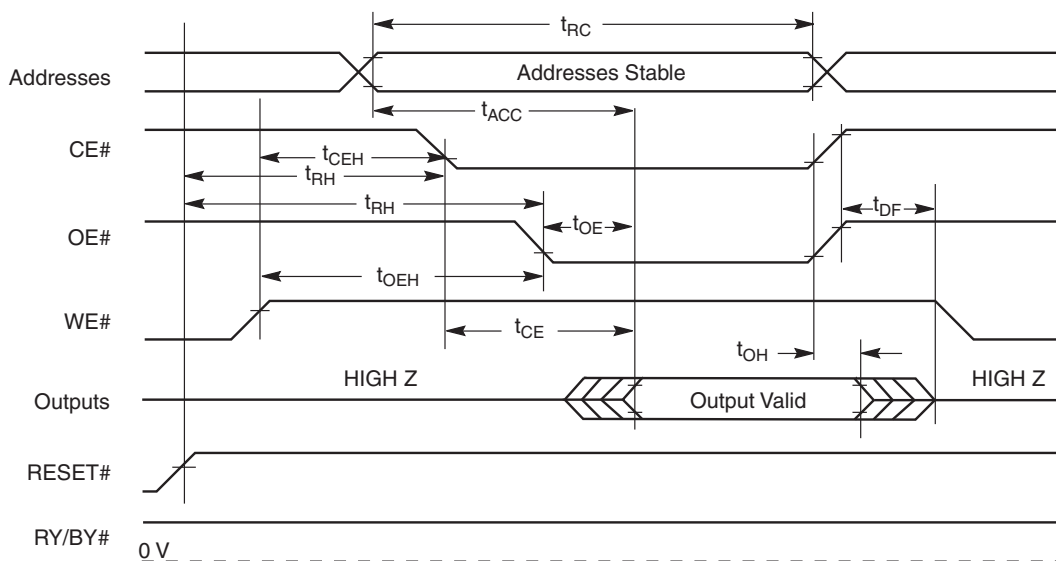 tRC
Addresses
Addresses Stable
tACC
CE#
tCEH
tRH
tRH
tDF
OE#
tOE
tOEH
WE#
tCE
tOH
HIGH Z
HIGH Z
Outputs
Output Valid
RESET#
RY/BY#
0 V